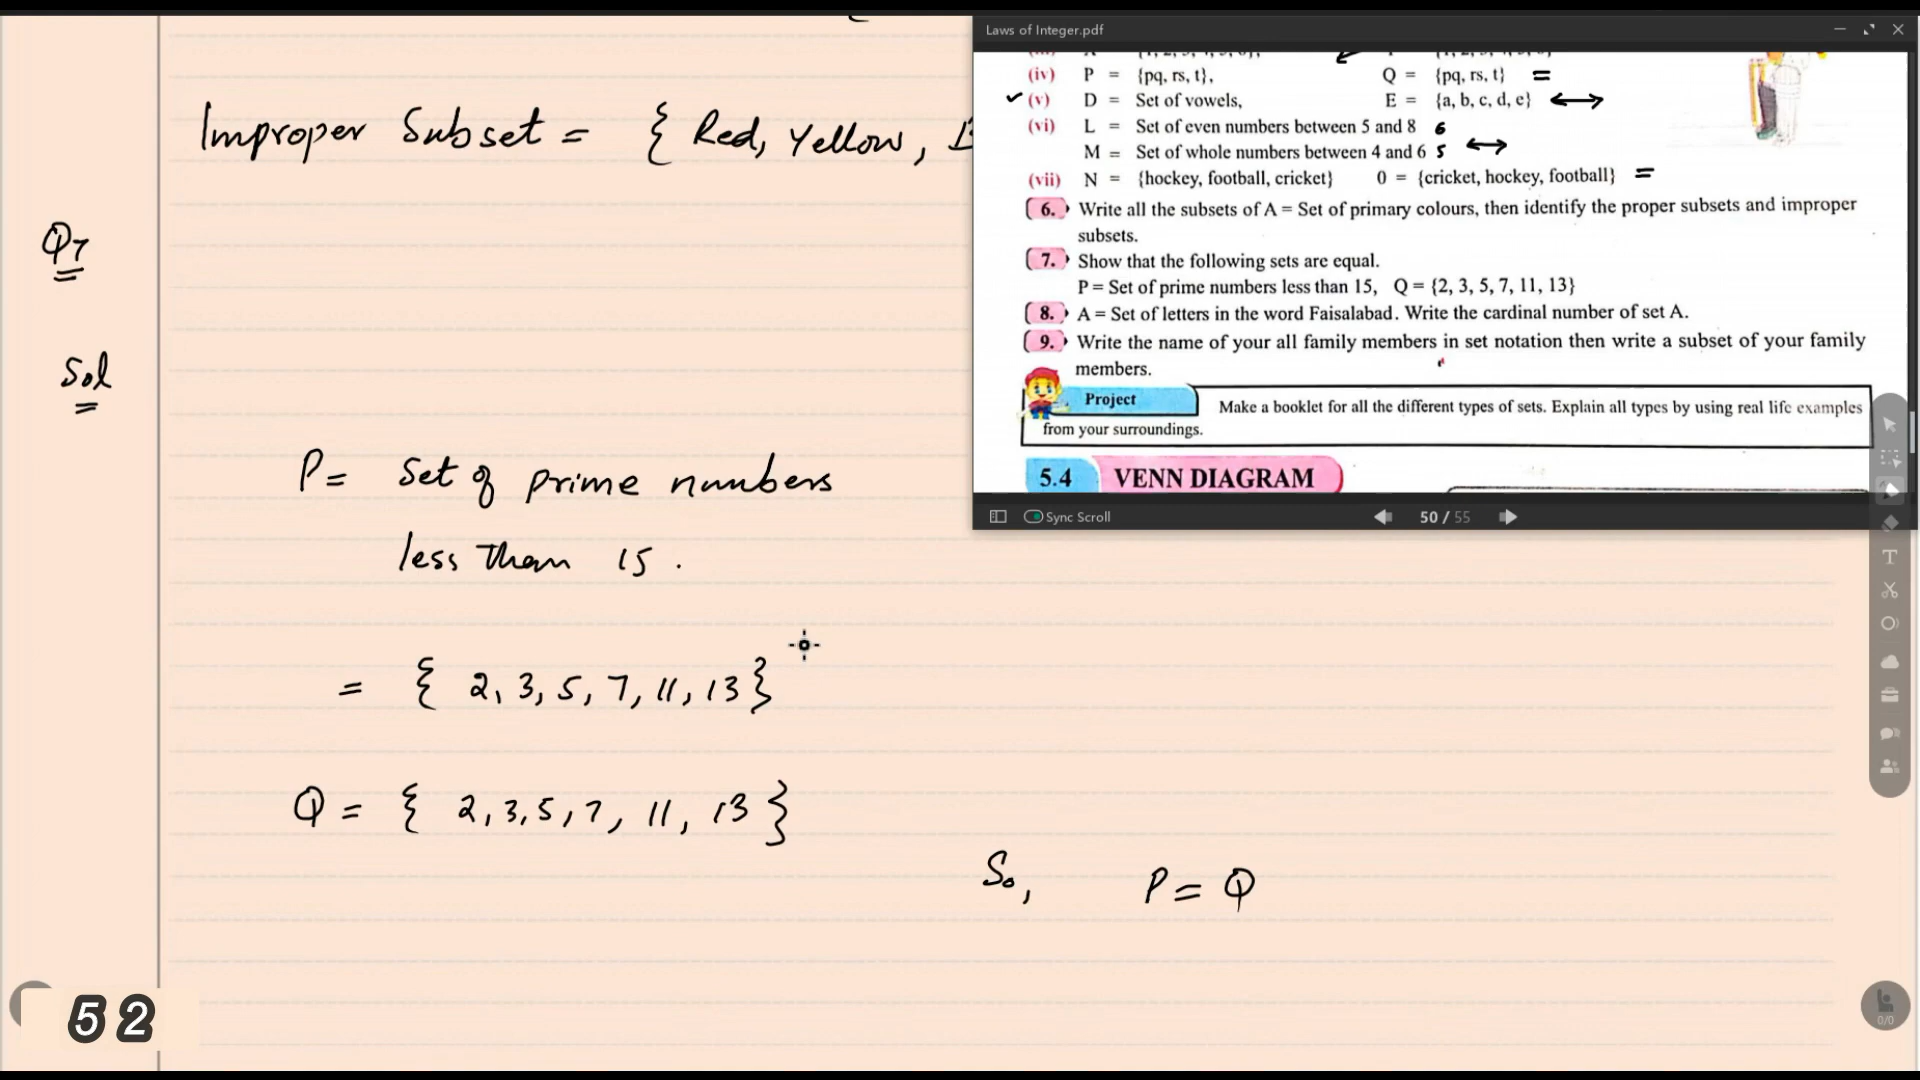 Improper Subset = { Red, Yellow,
Q7
Sol
P = Set of prime numbers
less than 15.
= { 2, 3, 5, 7, 11, 13 }
Q = { 2, 3, 5, 7, 11, 13 }
So, P = Q
52
Laws of Integer.pdf
(iv) P = {pq, rs, t}, Q = {pq, rs, t} =
✓ (v) D = Set of vowels, E = {a, b, c, d, e} ↔
(vi) L = Set of even numbers between 5 and 8 6
M = Set of whole numbers between 4 and 6 5 ↔
(vii) N = {hockey, football, cricket} 0 = {cricket, hockey, football} =
6. Write all the subsets of A = Set of primary colours, then identify the proper subsets and improper
subsets.
7. Show that the following sets are equal.
P = Set of prime numbers less than 15, Q = {2, 3, 5, 7, 11, 13}
8. A = Set of letters in the word Faisalabad. Write the cardinal number of set A.
9. Write the name of your all family members in set notation then write a subset of your family
members.
Project Make a booklet for all the different types of sets. Explain all types by using real life examples
from your surroundings.
5.4 VENN DIAGRAM
Sync Scroll 50 / 55
T
0/0